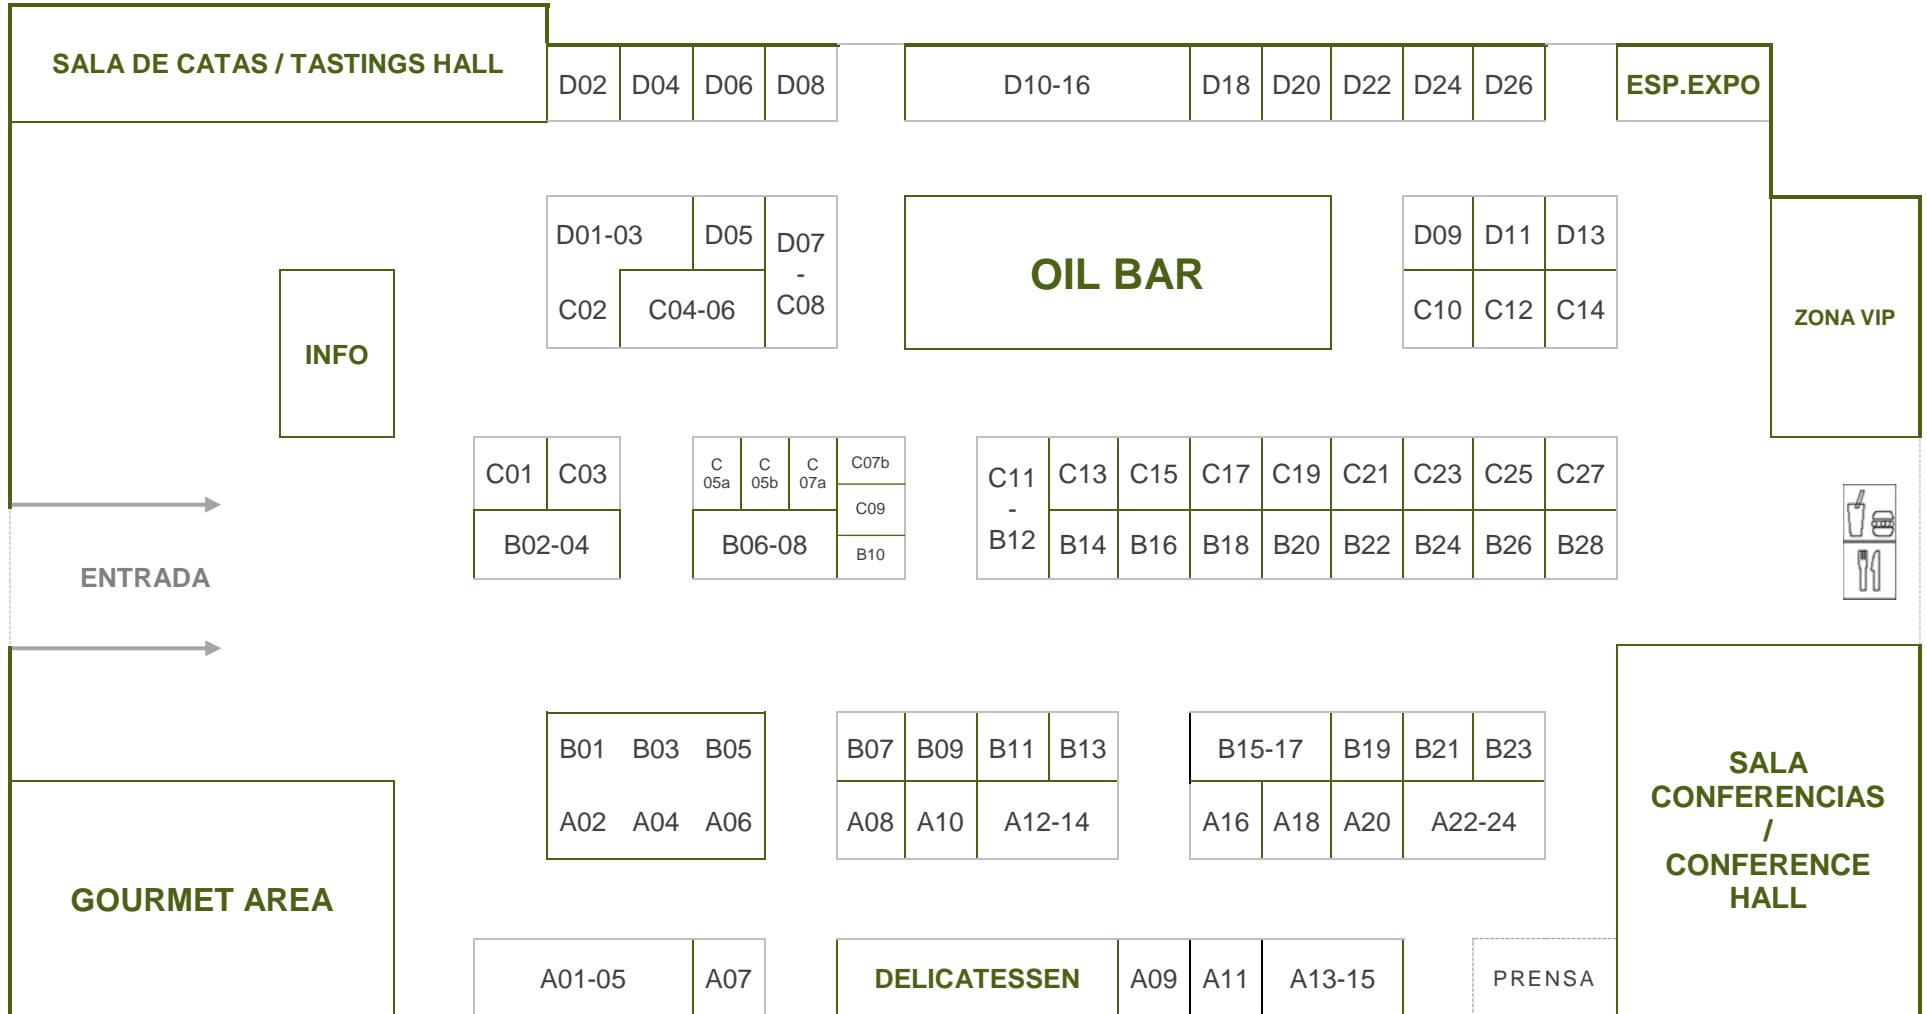 SALA DE CATAS / TASTINGS HALL
D02 D04 D06 D08 D10-16 D18 D20 D22 D24 D26 ESP.EXPO
D01-03 D05 D07
-
C08
C02 C04-06
OIL BAR
D09 D11 D13
C10 C12 C14
ZONA VIP
INFO
C01 C03
B02-04
C
05a
C
05b
C
07a
C07b
C09
B06-08
B10
C11
-
B12
C13 C15 C17 C19 C21 C23 C25 C27
B14 B16 B18 B20 B22 B24 B26 B28
ENTRADA
B01 B03 B05
A02 A04 A06
B07 B09 B11 B13
A08 A10 A12-14
B15-17 B19 B21 B23
A16 A18 A20 A22-24
SALA
CONFERENCIAS
/
CONFERENCE
HALL
GOURMET AREA
A01-05 A07 DELICATESSEN A09 A11 A13-15 PRENSA